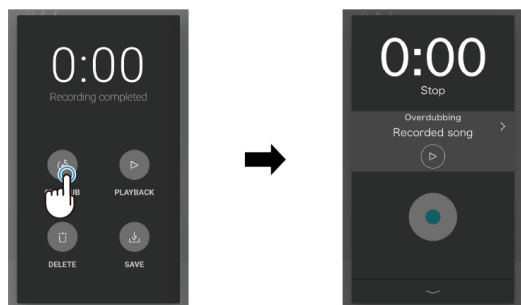 0:00
Recording completed
PLAYBACK
DELETE
SAVE
0:00
Stop
Overdubbing
Recorded song